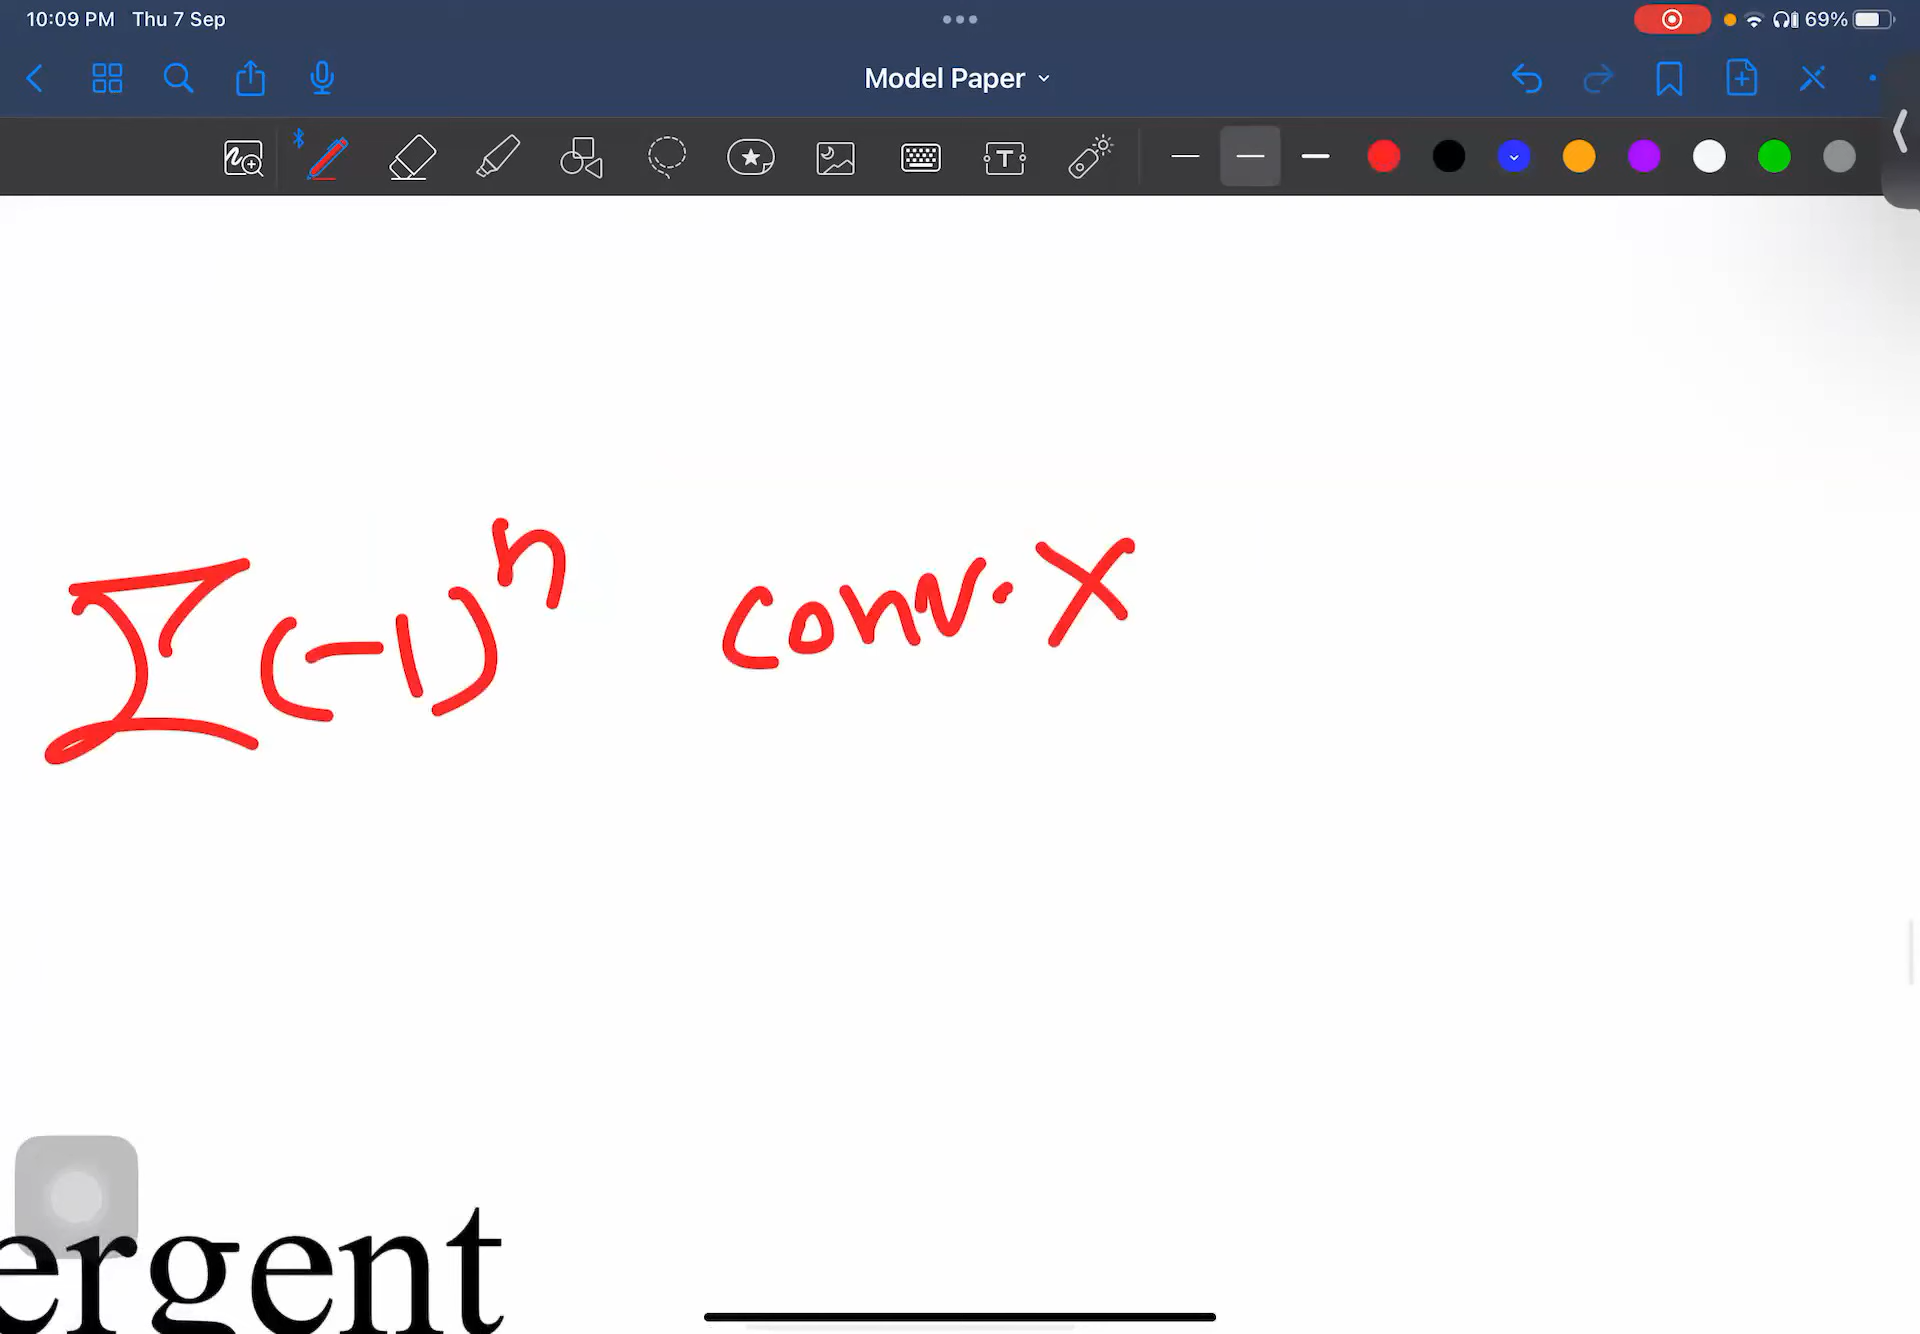 10:09 PM Thu 7 Sep 69%
Model Paper
T
Σ(-1)^n conv. X
ergent